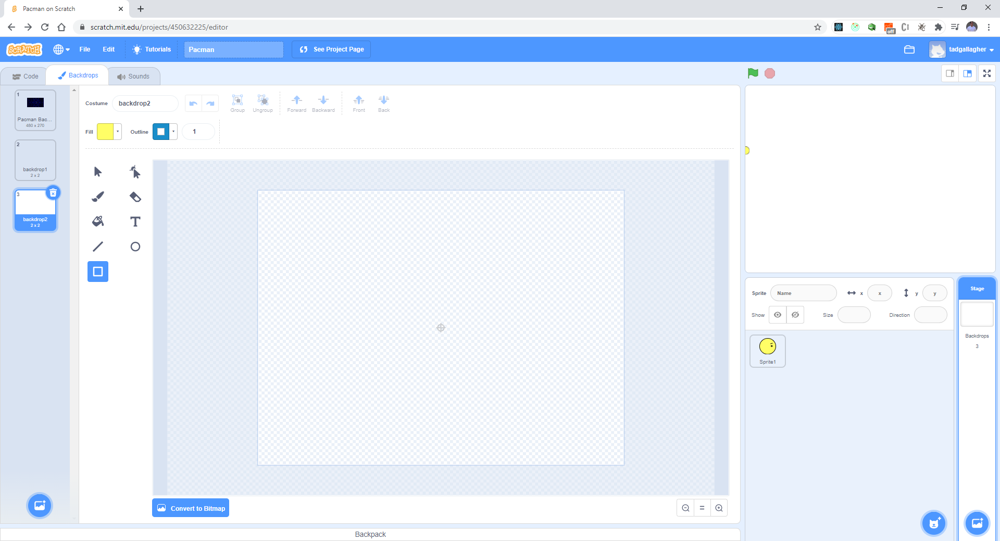 Pacman on Scratch
scratch.mit.edu/projects/450632225/editor
off
SCRATCH
File
Edit
Tutorials
Pacman
See Project Page
tadgallagher
Code
Backdrops
Sounds
1
Pacman Bac...
480 x 270
2
backdrop1
2 x 2
3
backdrop2
2 x 2
Costume
backdrop2
Group
Ungroup
Forward
Backward
Front
Back
Fill
Outline
1
T
Convert to Bitmap
=
Backpack
Sprite
Name
x
x
y
y
Show
Size
Direction
Sprite1
Stage
Backdrops
3